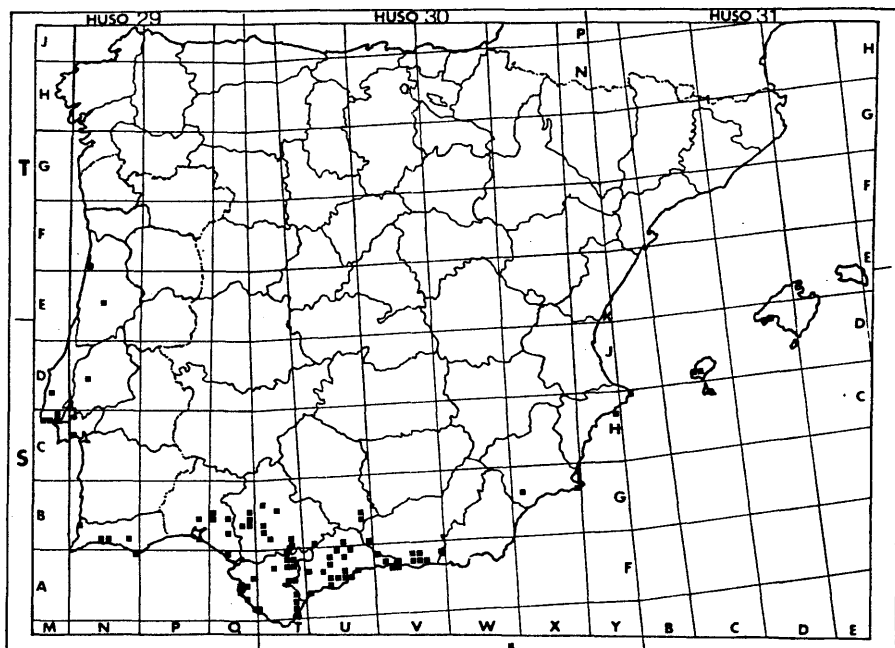 HUSO 29 HUSO 30 HUSO 31
J P H
N
H G
T G F
F E
E K D
J
D C
C H
S G
B
F
A
M N P Q T U V W X Y B C D E